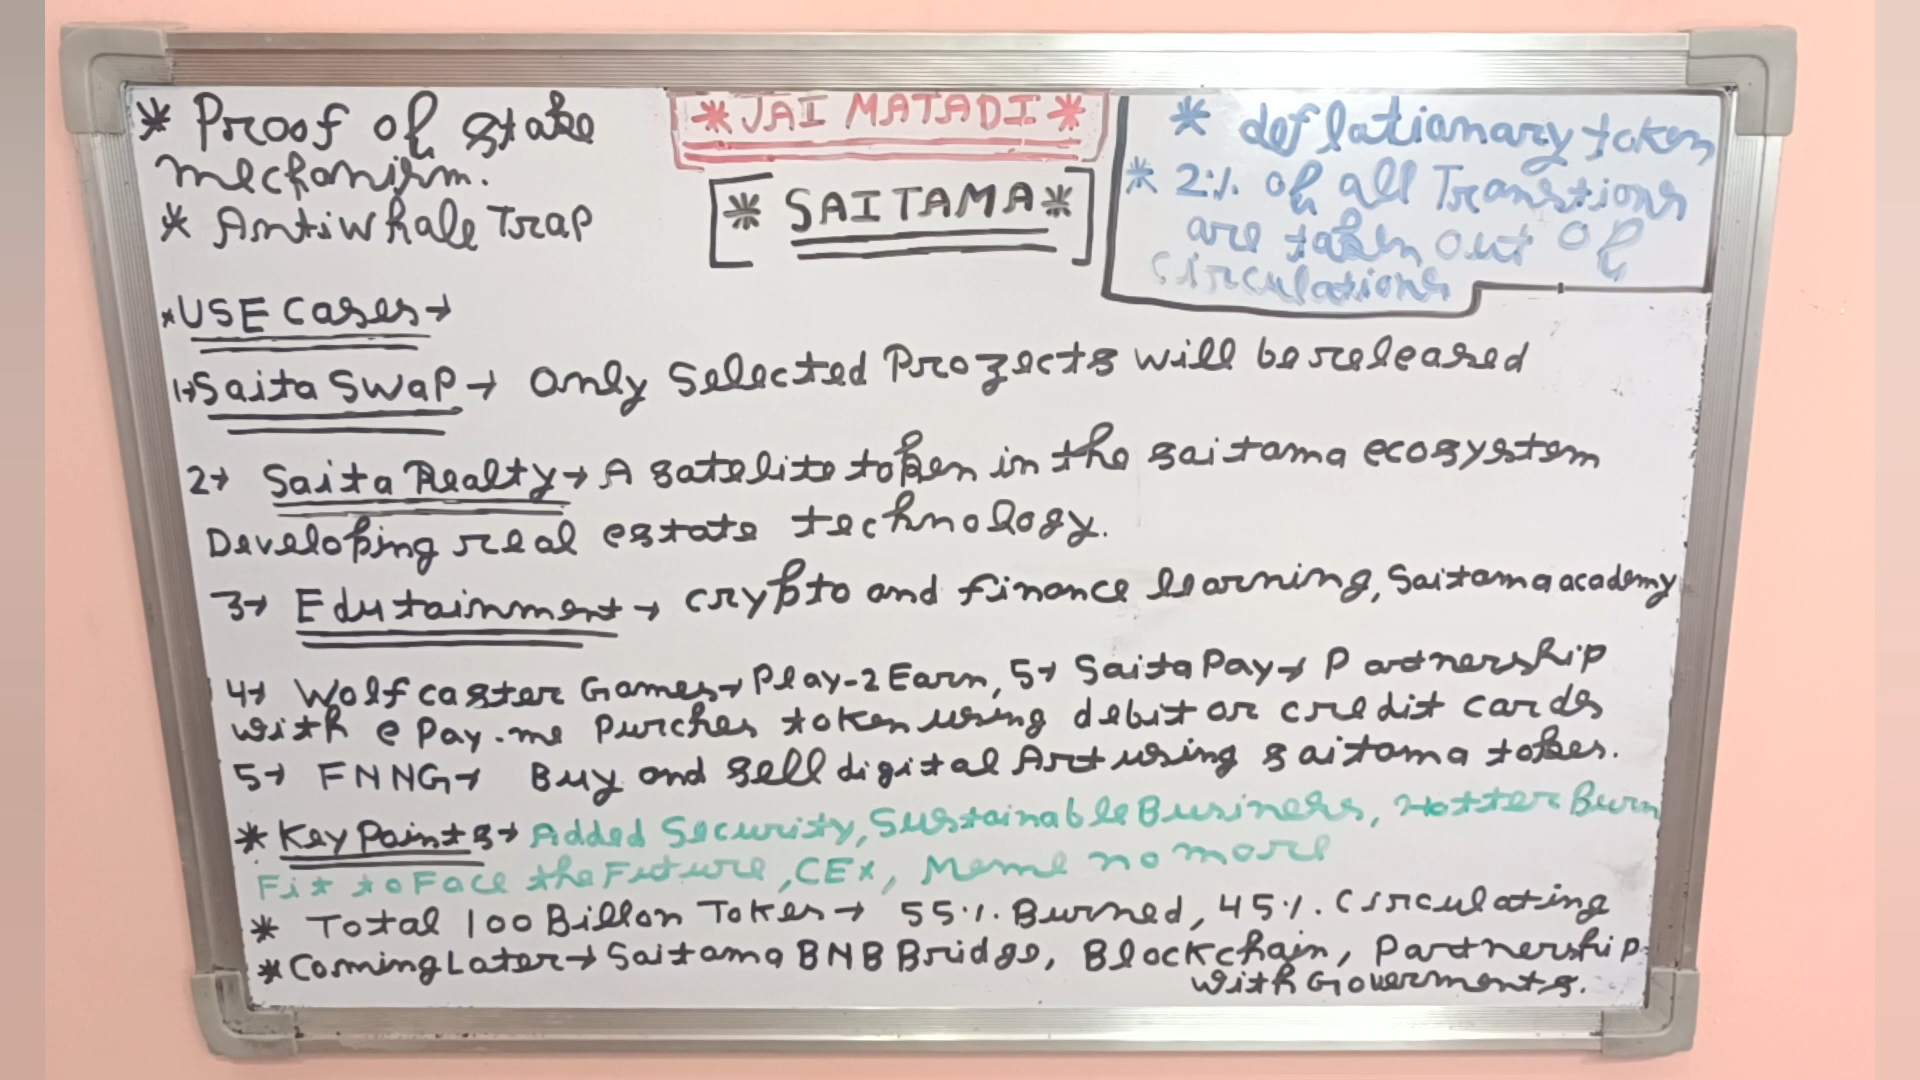 * Proof of stake
mechanism.
* Antiwhale Trap
* JAI MATADI *
* SAITAMA *
* deflationary token
* 2% of all Transtions
are taken out of
circulations
* USE Cases →
1→ Saita Swap → only selected Prozects will be released
2→ Saita Realty → A satelite token in the saitama ecosystem
Developing real estate technology.
3→ Edutainment → crypto and finance learning, Saitama academy
4→ Wolfcaster Games → Play-2 Earn, 5→ Saita Pay → Partnership
with e Pay.me Purches token using debit or credit cards
5→ FNNG → Buy and sell digital Art using saitama tokes.
* Key Points → Added Security, Sustainable Business, Hotter Burn
Fit to Face the Future, CEx, Meme no more
* Total 100 Billon Tokes → 55%. Burned, 45%. Circulating
* Coming Later → Saitama BNB Bridge, Blockchain, Partnership
with Goverments.